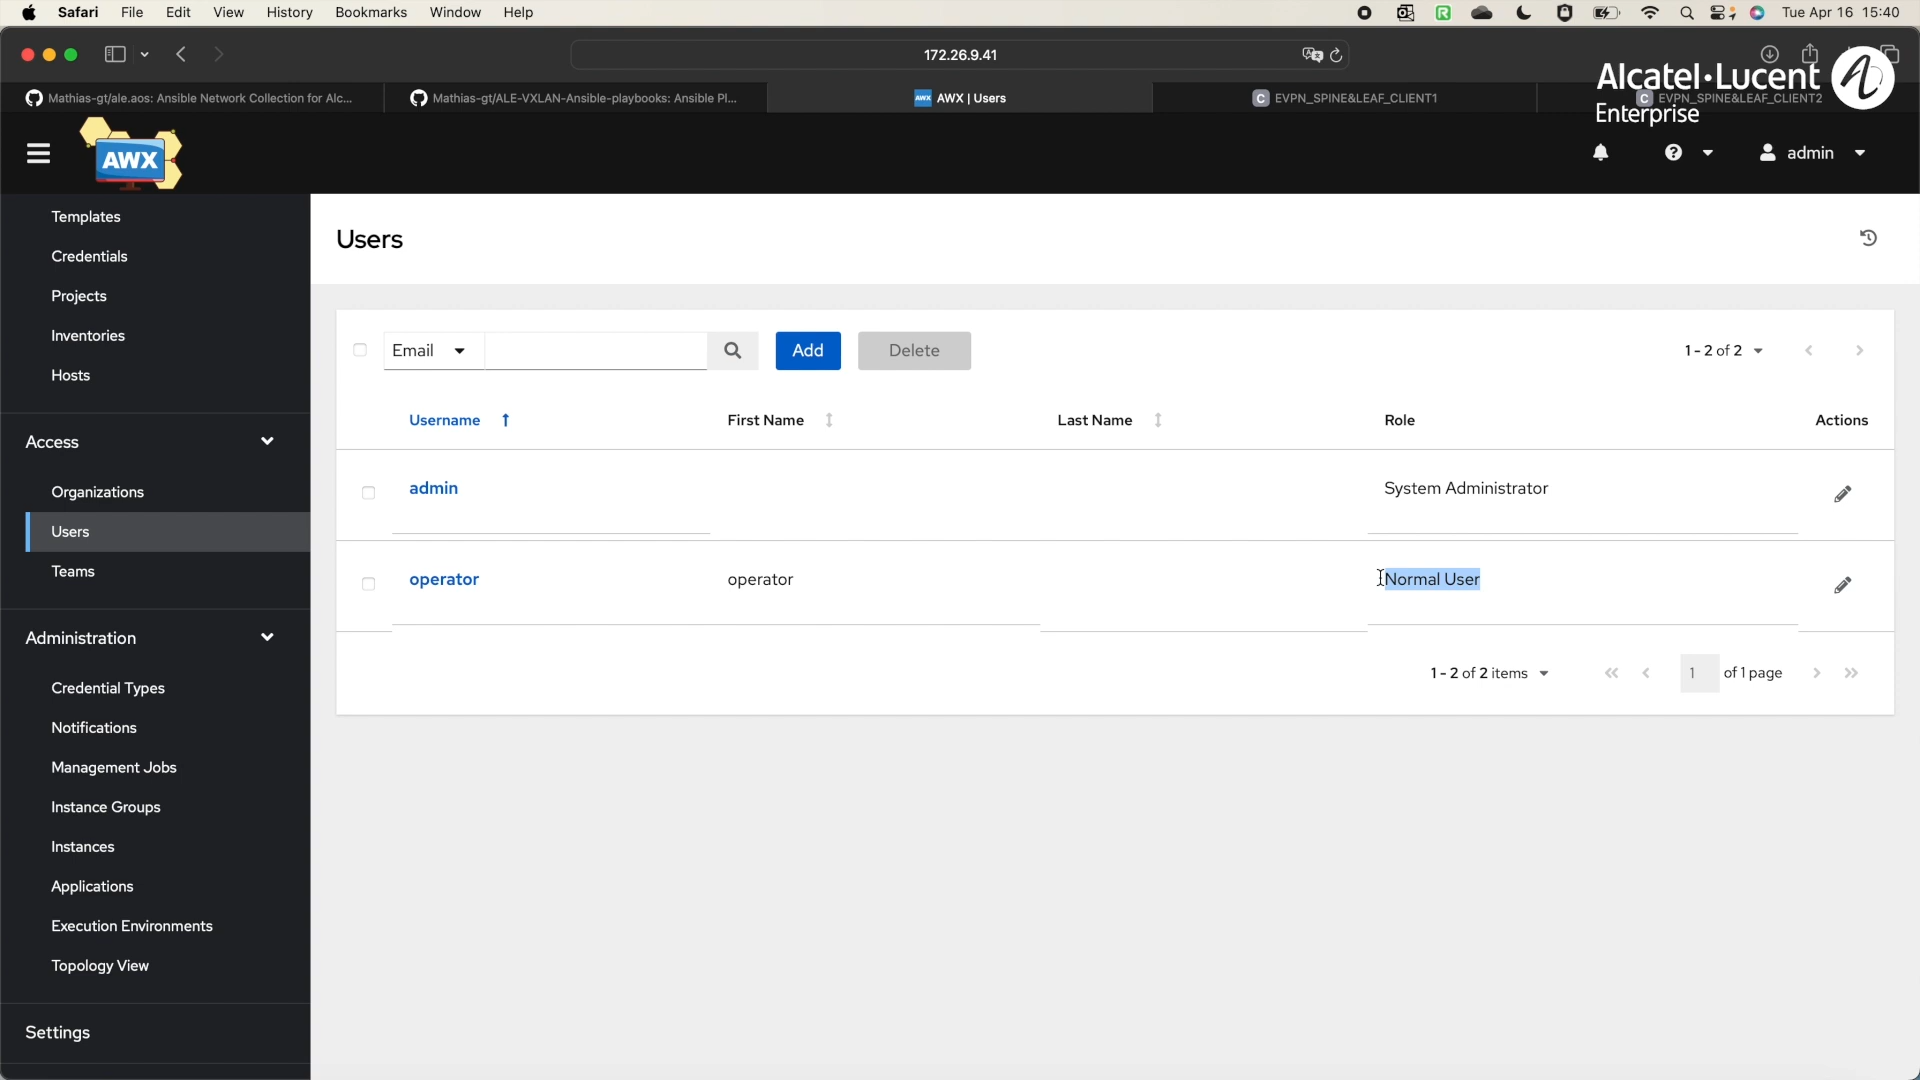 Safari File Edit View History Bookmarks Window Help Tue Apr 16 15:40
172.26.9.41
Mathias-gt/ale.aos: Ansible Network Collection for Alc... Mathias-gt/ALE-VXLAN-Ansible-playbooks: Ansible Pl... AWX AWX | Users C EVPN_SPINE&LEAF_CLIENT1 C EVPN_SPINE&LEAF_CLIENT2
Alcatel·Lucent
Enterprise
AWX
admin
Templates
Credentials
Projects
Inventories
Hosts
Access
Organizations
Users
Teams
Administration
Credential Types
Notifications
Management Jobs
Instance Groups
Instances
Applications
Execution Environments
Topology View
Settings
Users
Email Add Delete 1 - 2 of 2
Username First Name Last Name Role Actions
admin System Administrator
operator operator Normal User
1 - 2 of 2 items 1 of 1 page